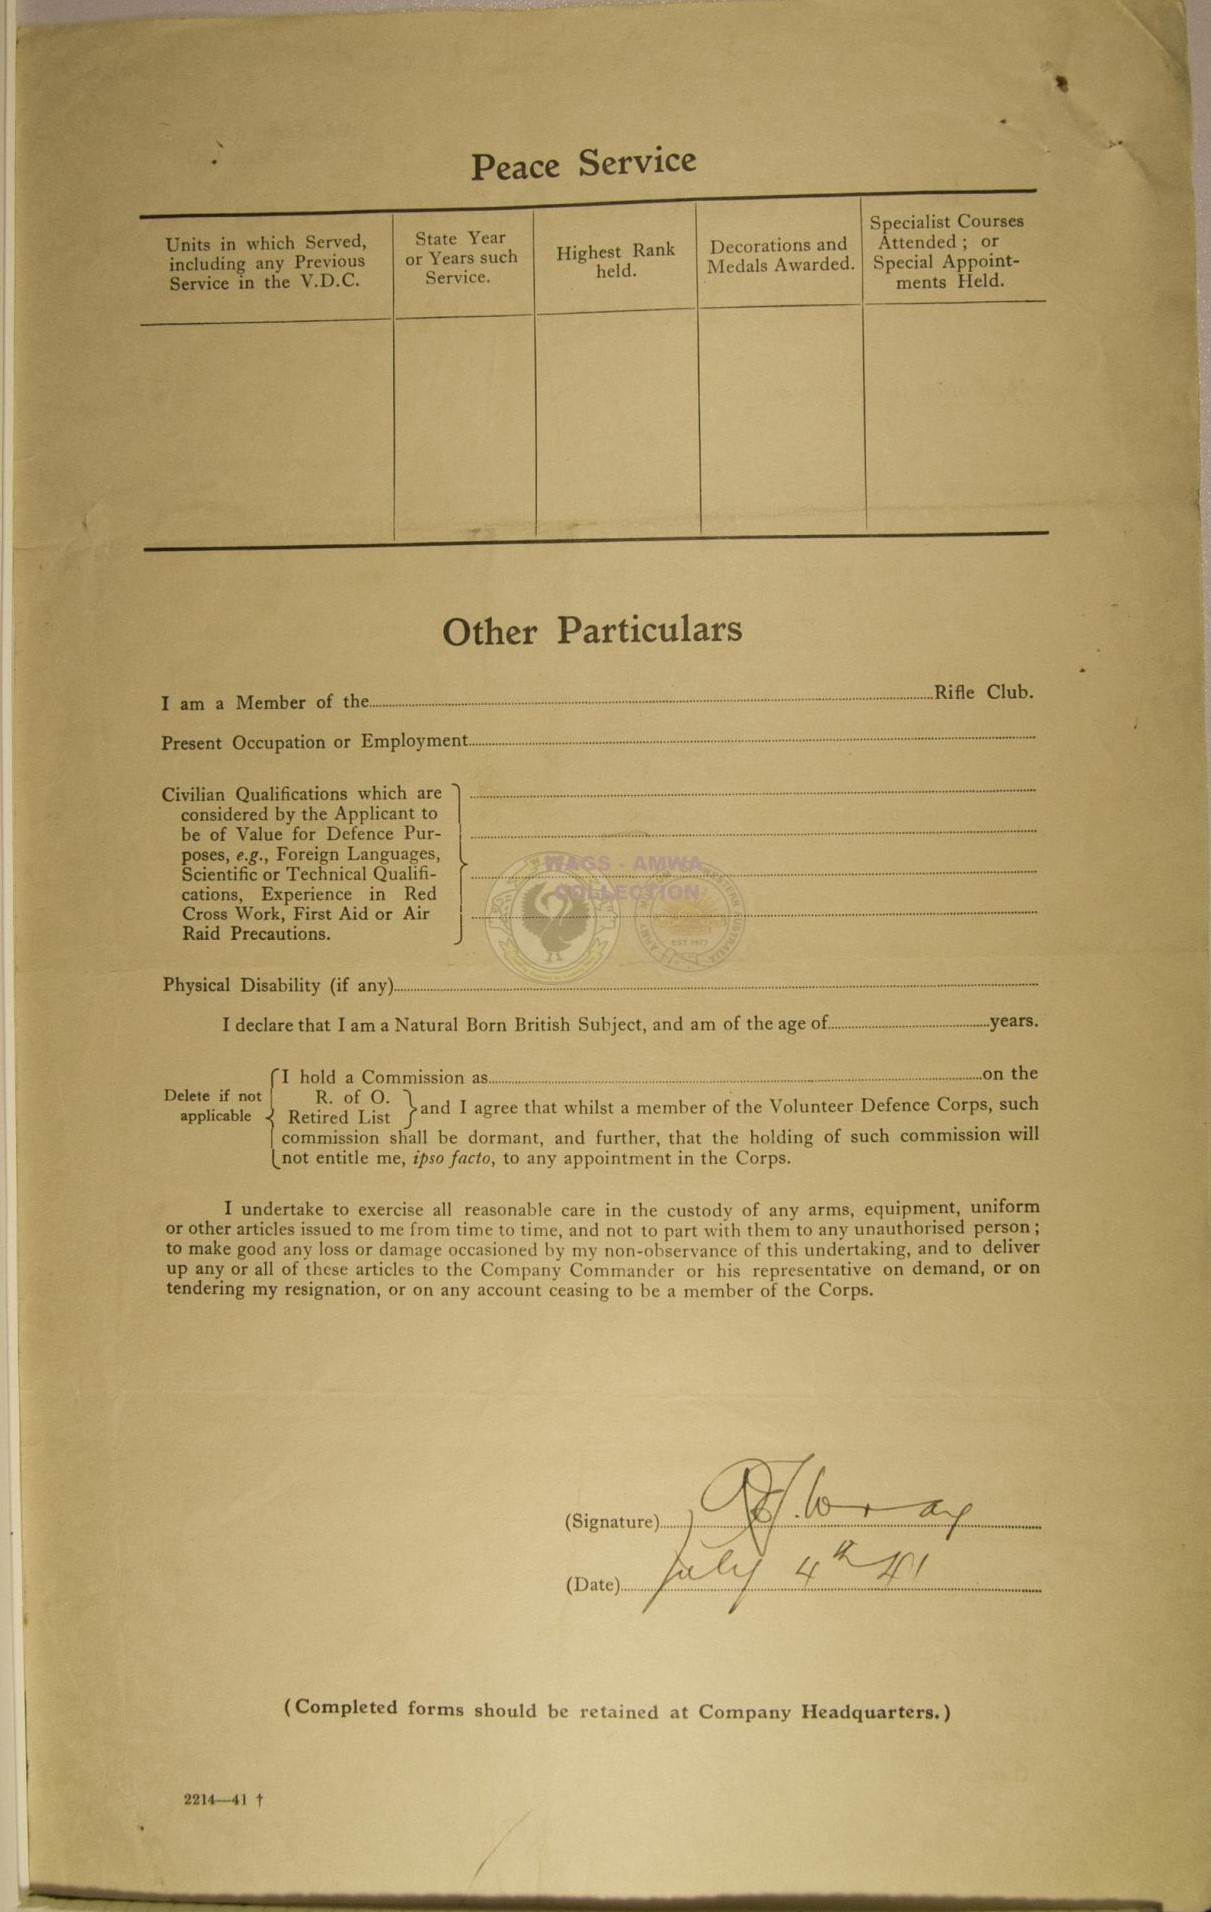 Peace Service
Units in which Served,
including any Previous
Service in the V.D.C.
State Year
or Years such
Service.
Highest Rank
held.
Decorations and
Medals Awarded.
Specialist Courses
Attended ; or
Special Appoint-
ments Held.
Other Particulars
I am a Member of the Rifle Club.
Present Occupation or Employment
Civilian Qualifications which are
considered by the Applicant to
be of Value for Defence Pur-
poses, e.g., Foreign Languages,
Scientific or Technical Qualifi-
cations, Experience in Red
Cross Work, First Aid or Air
Raid Precautions.
WAGS - AMWA
COLLECTION
EST 1977
Physical Disability (if any)
I declare that I am a Natural Born British Subject, and am of the age of years.
Delete if not
applicable
I hold a Commission as on the
R. of O.
Retired List
and I agree that whilst a member of the Volunteer Defence Corps, such
commission shall be dormant, and further, that the holding of such commission will
not entitle me, ipso facto, to any appointment in the Corps.
I undertake to exercise all reasonable care in the custody of any arms, equipment, uniform
or other articles issued to me from time to time, and not to part with them to any unauthorised person ;
to make good any loss or damage occasioned by my non-observance of this undertaking, and to deliver
up any or all of these articles to the Company Commander or his representative on demand, or on
tendering my resignation, or on any account ceasing to be a member of the Corps.
(Signature)
(Date) July 4th 41
(Completed forms should be retained at Company Headquarters.)
2214—41 †